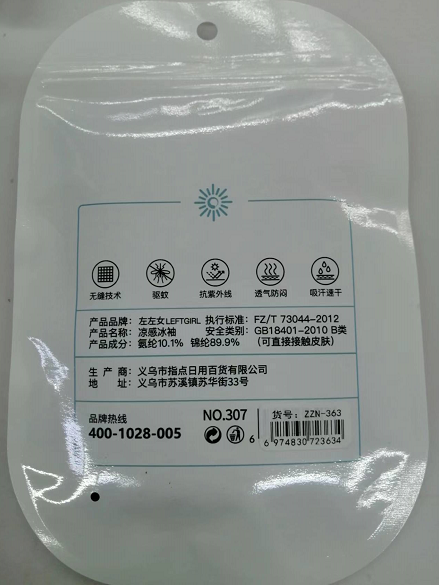 无缝技术 驱蚊 抗紫外线 透气防闷 吸汗速干
产品品牌：左左女LEFTGIRL 执行标准：FZ/T 73044-2012
产品名称：凉感冰袖 安全类别：GB18401-2010 B类
产品成分：氨纶10.1% 锦纶89.9% （可直接接触皮肤）
生产商：义乌市指点日用百货有限公司
地址：义乌市苏溪镇苏华街33号
品牌热线
400-1028-005
NO.307
货号：ZZN-363
6 6 974830 723634